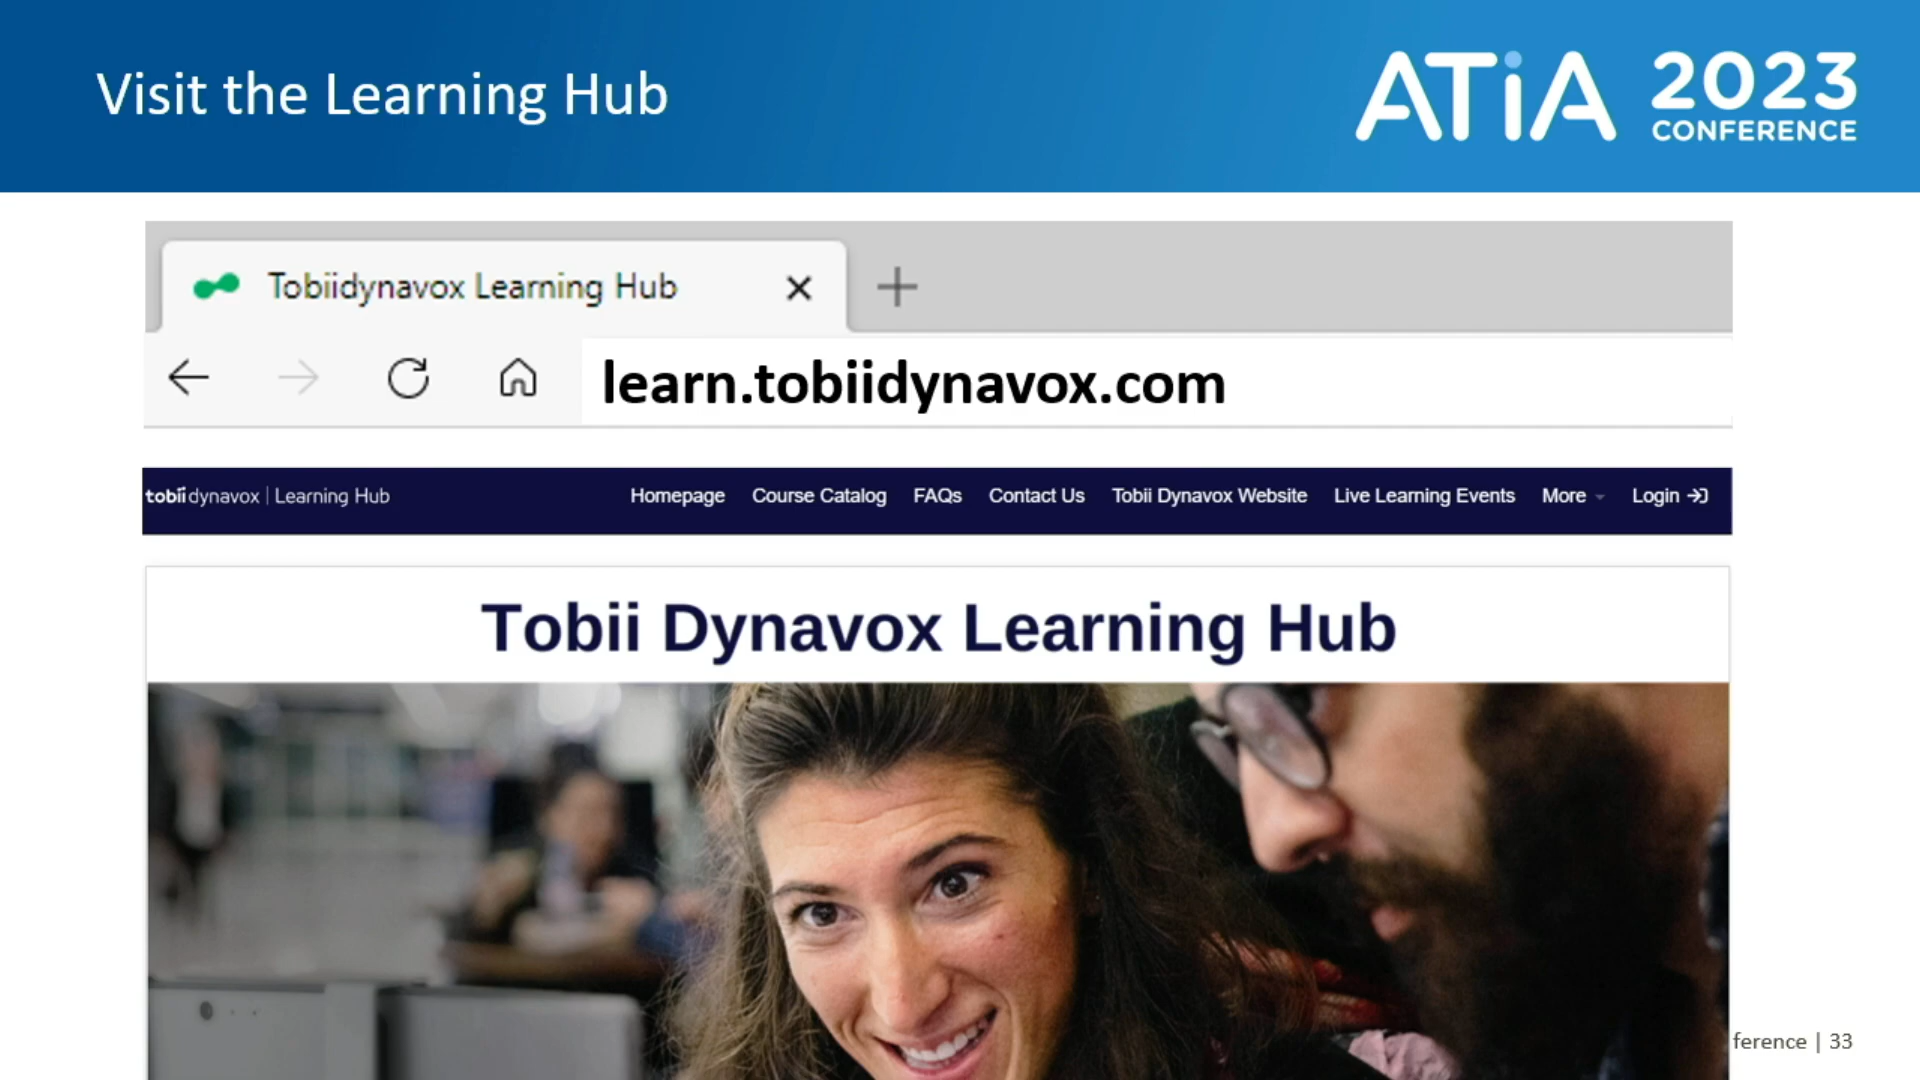 Visit the Learning Hub
ATiA 2023
CONFERENCE
Tobiidynavox Learning Hub
learn.tobiidynavox.com
tobii dynavox | Learning Hub Homepage Course Catalog FAQs Contact Us Tobii Dynavox Website Live Learning Events More Login
Tobii Dynavox Learning Hub
ference | 33